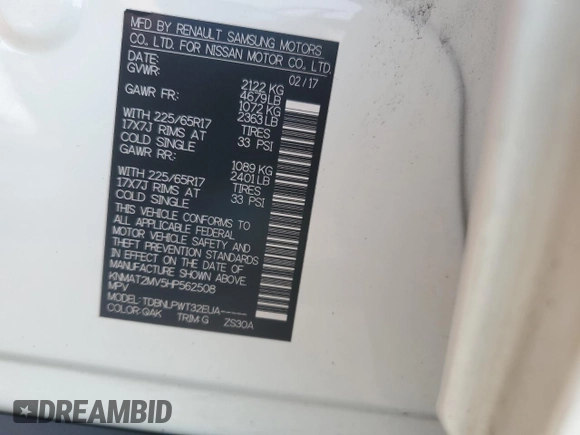 MFD BY RENAULT SAMSUNG MOTORS
CO., LTD. FOR NISSAN MOTOR CO., LTD.
DATE: 02/17
GVWR: 2122 KG
4679LB
GAWR FR: 1072 KG
2363 LB
WITH 225/65R17 TIRES
17X7J RIMS AT 33 PSI
COLD SINGLE
GAWR RR: 1089 KG
2401 LB
WITH 225/65R17 TIRES
17X7J RIMS AT 33 PSI
COLD SINGLE
THIS VEHICLE CONFORMS TO
ALL APPLICABLE FEDERAL
MOTOR VEHICLE SAFETY AND
THEFT PREVENTION STANDARDS
IN EFFECT ON THE DATE OF
MANUFACTURE SHOWN ABOVE.
KNMAT2MV5HP562508
MPV
MODEL: TDBNLPWT32EUA-----
COLOR: QAK TRIM: G ZS30A
DREAMBID